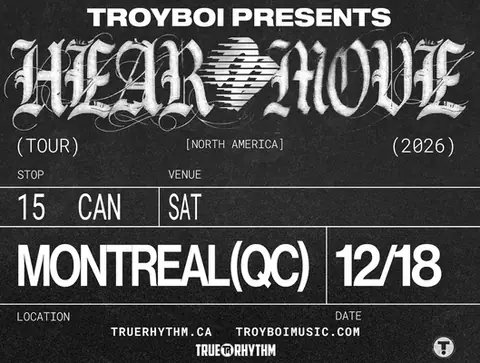 TROYBOI PRESENTS
HEAR MOVE
(TOUR) [NORTH AMERICA] (2026)
STOP VENUE
15 CAN SAT
MONTREAL(QC) 12/18
LOCATION DATE
TRUERHYTHM.CA TROYBOIMUSIC.COM
TRUE TR RHYTHM